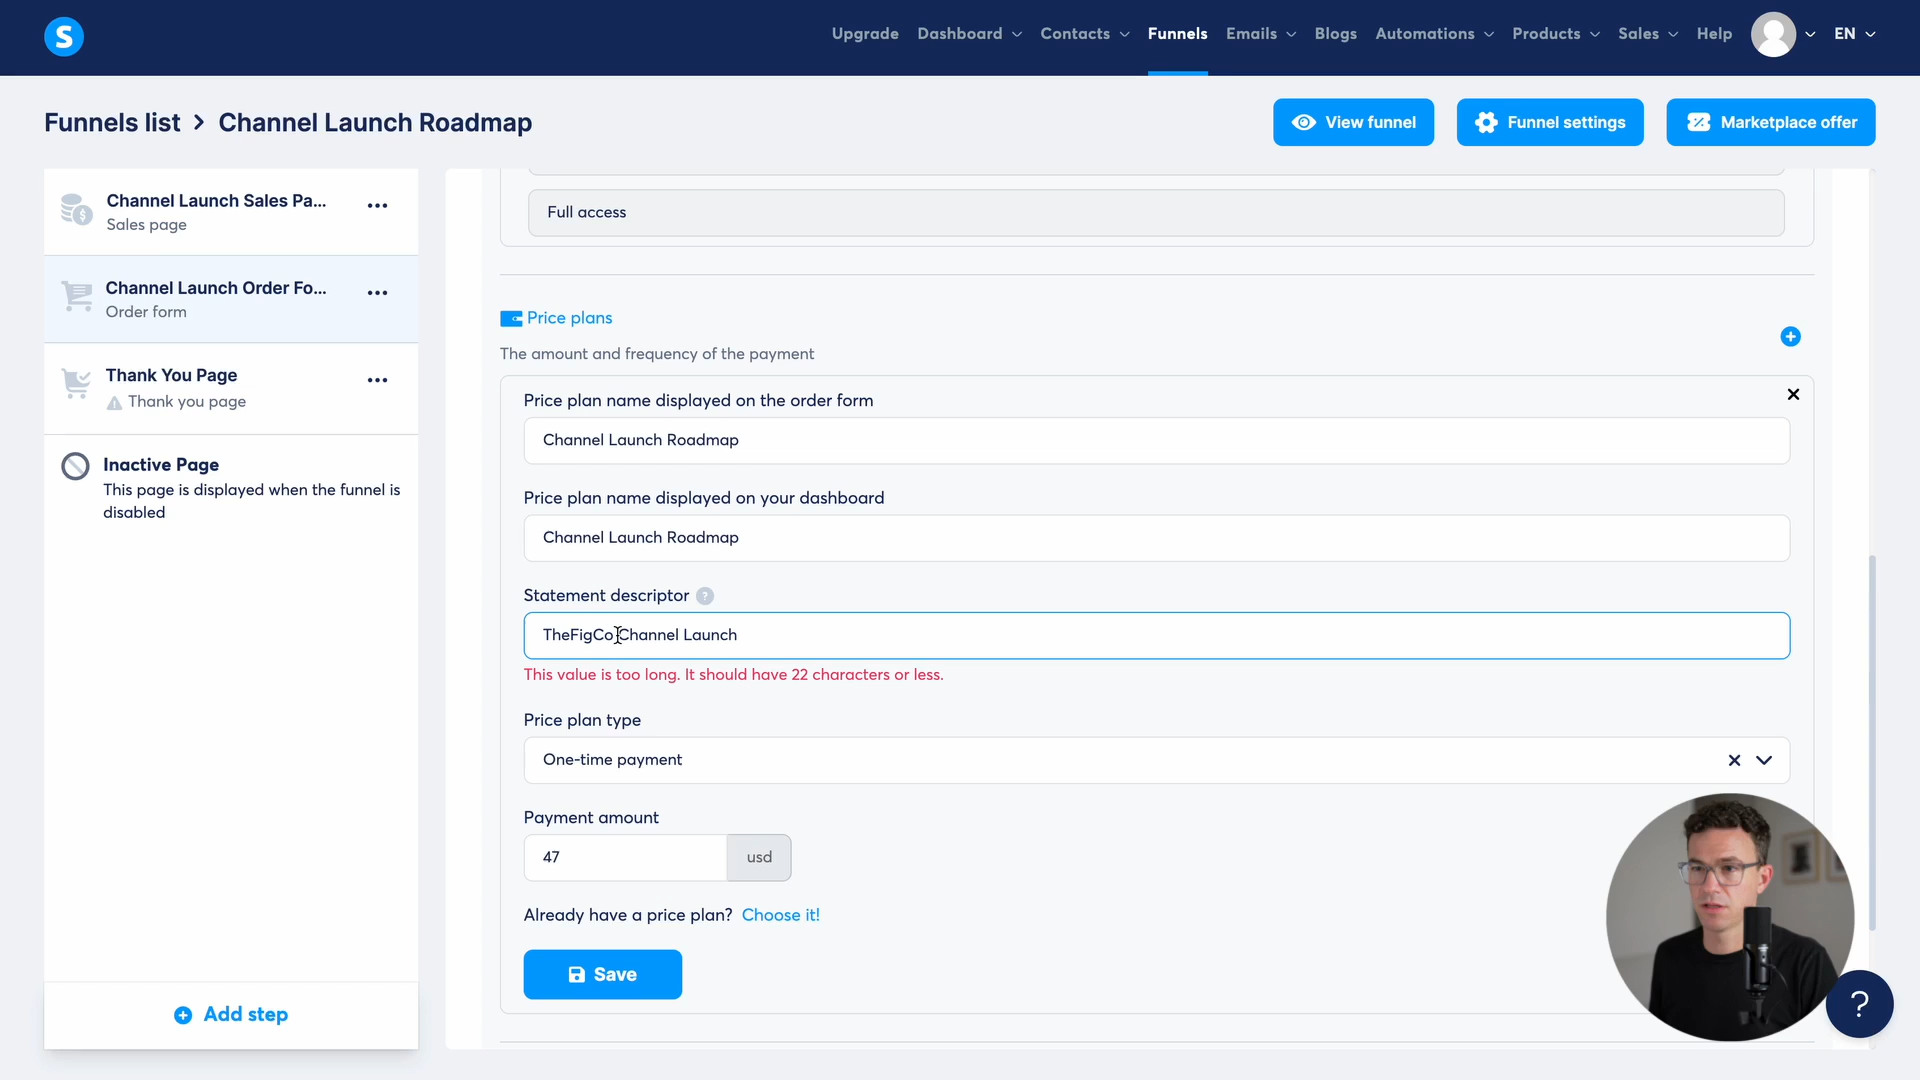 S
Upgrade
Dashboard
Contacts
Funnels
Emails
Blogs
Automations
Products
Sales
Help
EN
Funnels list > Channel Launch Roadmap
View funnel
Funnel settings
Marketplace offer
Channel Launch Sales Pa...
Sales page
Channel Launch Order Fo...
Order form
Thank You Page
Thank you page
Inactive Page
This page is displayed when the funnel is
disabled
Add step
Full access
Price plans
The amount and frequency of the payment
Price plan name displayed on the order form
Channel Launch Roadmap
Price plan name displayed on your dashboard
Channel Launch Roadmap
Statement descriptor ?
TheFigCo Channel Launch
This value is too long. It should have 22 characters or less.
Price plan type
One-time payment
Payment amount
47 usd
Already have a price plan? Choose it!
Save
?